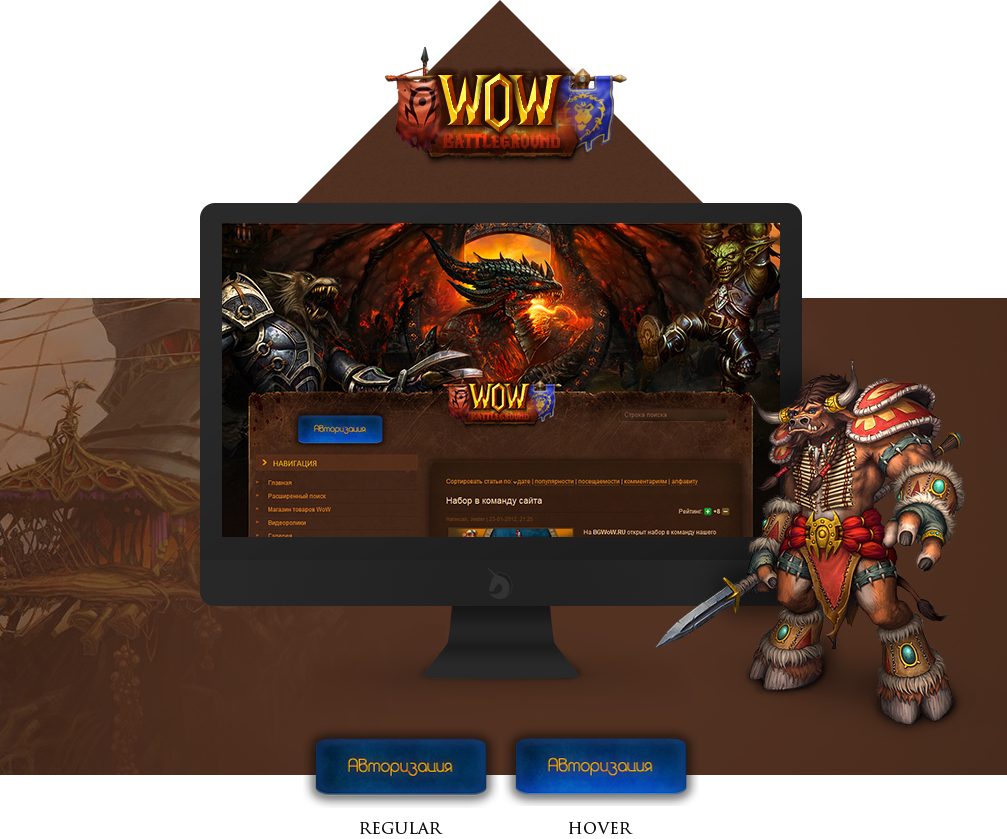 WOW
BATTLEGROUND
WOW
BATTLEGROUND
Строка поиска
Авторизация
НАВИГАЦИЯ
Главная
Расширенный поиск
Магазин товаров WoW
Видеоролики
Галерея
Сортировать статьи по: дате | популярности | посещаемости | комментариям | алфавиту
Набор в команду сайта
Рейтинг: +8
Написал: Jester | 23-01-2012, 21:20
На BGWoW.RU открыт набор в команду нашего
Авторизация
Авторизация
REGULAR
HOVER